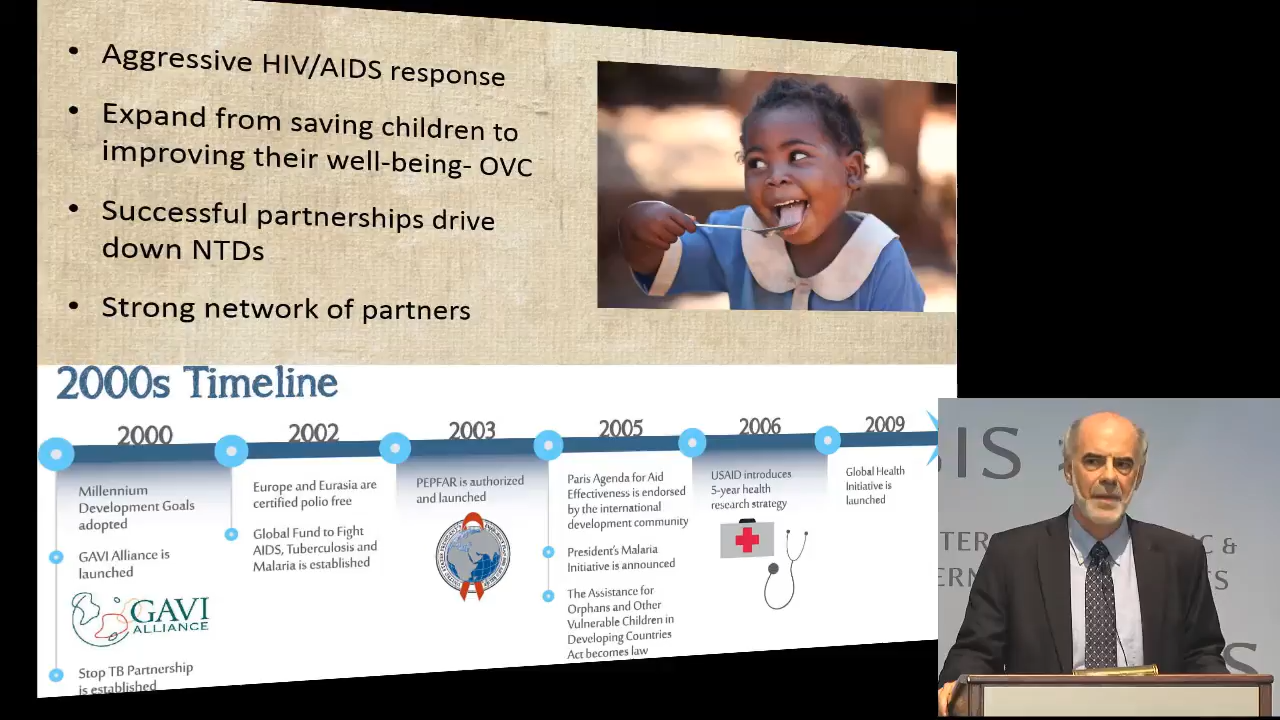 • Aggressive HIV/AIDS response
• Expand from saving children to
improving their well-being- OVC
• Successful partnerships drive
down NTDs
• Strong network of partners
2000s Timeline
2000
Millennium
Development Goals
adopted
GAVI Alliance is
launched
GAVI
ALLIANCE
Stop TB Partnership
is established
2002
Europe and Eurasia are
certified polio free
Global Fund to Fight
AIDS, Tuberculosis and
Malaria is established
2003
PEPFAR is authorized
and launched
2005
Paris Agenda for Aid
Effectiveness is endorsed
by the international
development community
President's Malaria
Initiative is announced
The Assistance for
Orphans and Other
Vulnerable Children in
Developing Countries
Act becomes law
2006
USAID introduces
5-year health
research strategy
2009
Global Health
Initiative is
launched
IS
TER
C &
ERN
TS
S